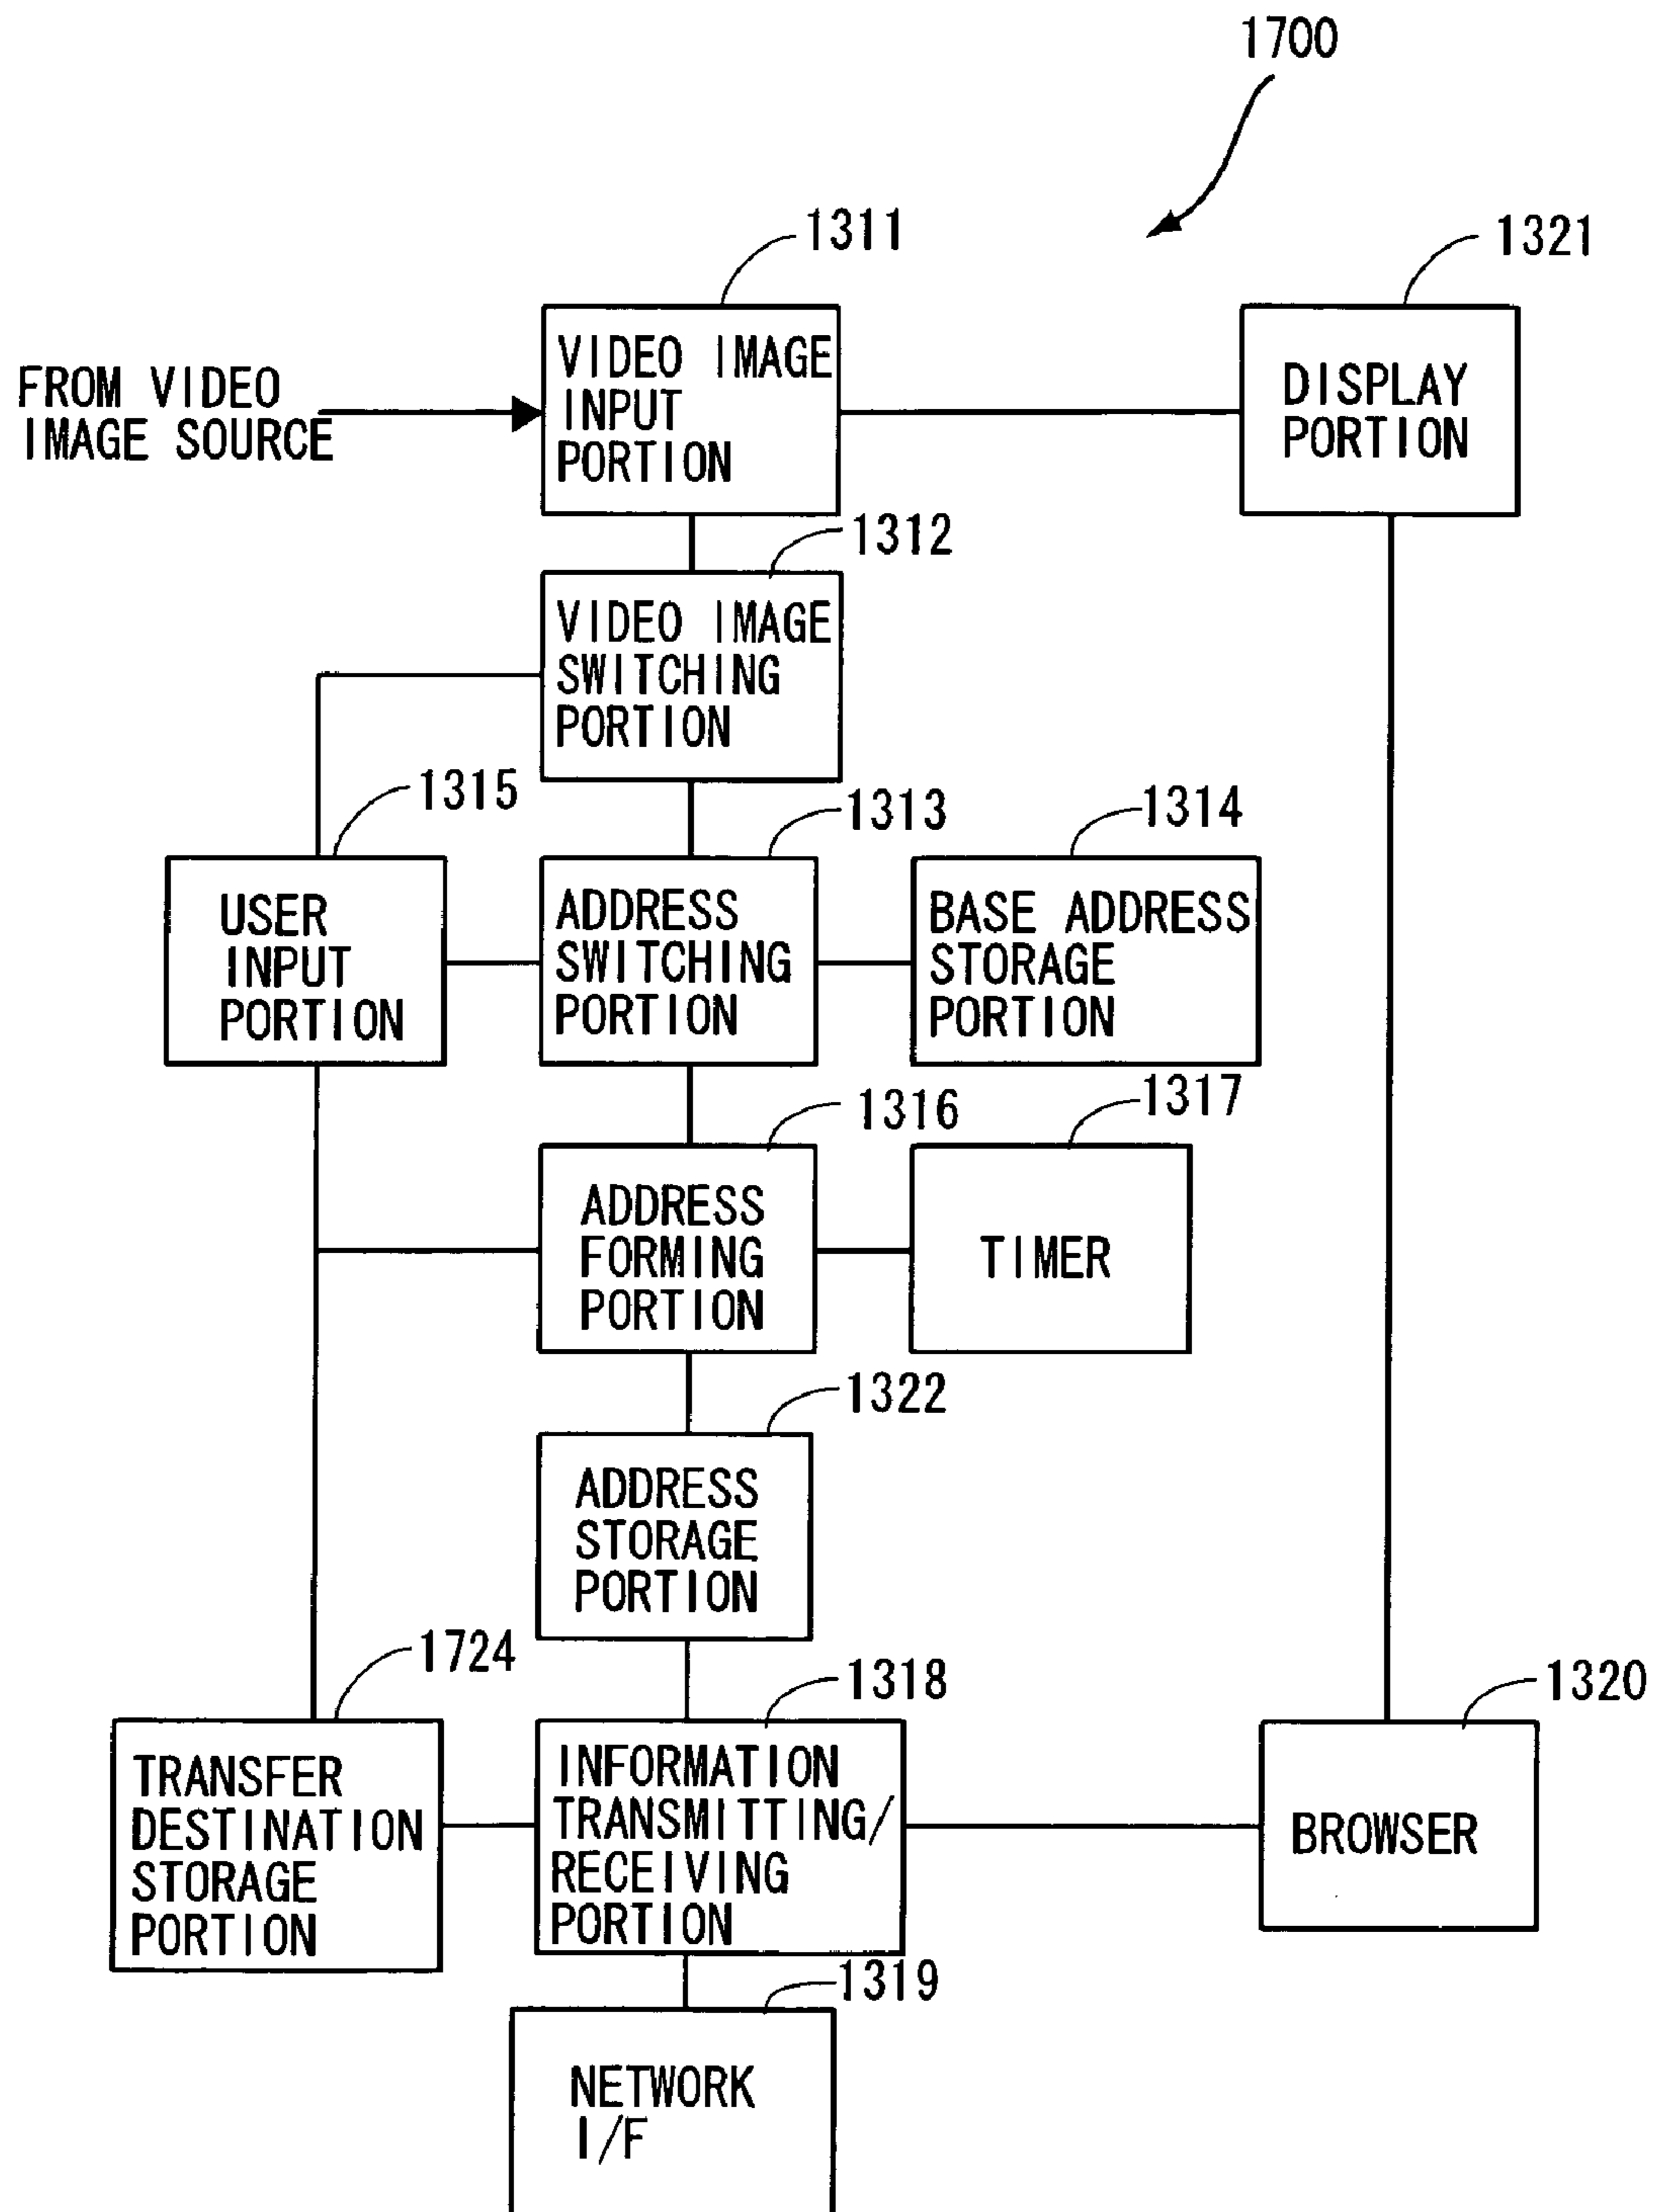 1700
1311
1321
VIDEO IMAGE
INPUT
PORTION
DISPLAY
PORTION
FROM VIDEO
IMAGE SOURCE
1312
VIDEO IMAGE
SWITCHING
PORTION
1315
1313
1314
USER
INPUT
PORTION
ADDRESS
SWITCHING
PORTION
BASE ADDRESS
STORAGE
PORTION
1316
1317
ADDRESS
FORMING
PORTION
TIMER
1322
ADDRESS
STORAGE
PORTION
1724
1318
1320
TRANSFER
DESTINATION
STORAGE
PORTION
INFORMATION
TRANSMITTING/
RECEIVING
PORTION
BROWSER
1319
NETWORK
I/F